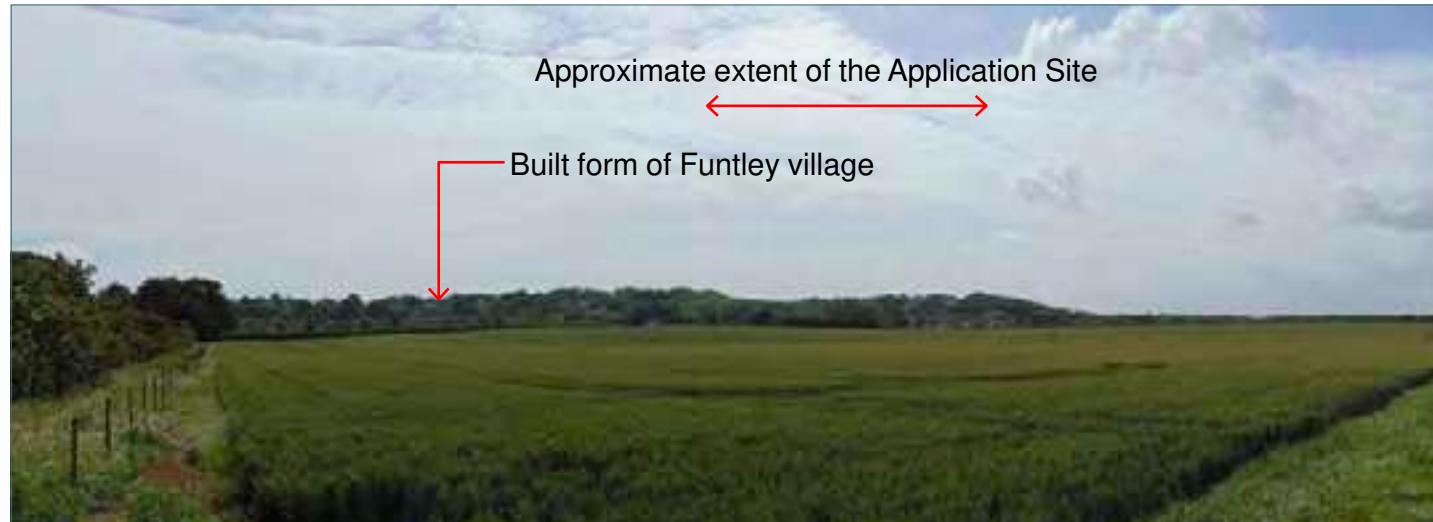 Approximate extent of the Application Site
Built form of Funtley village